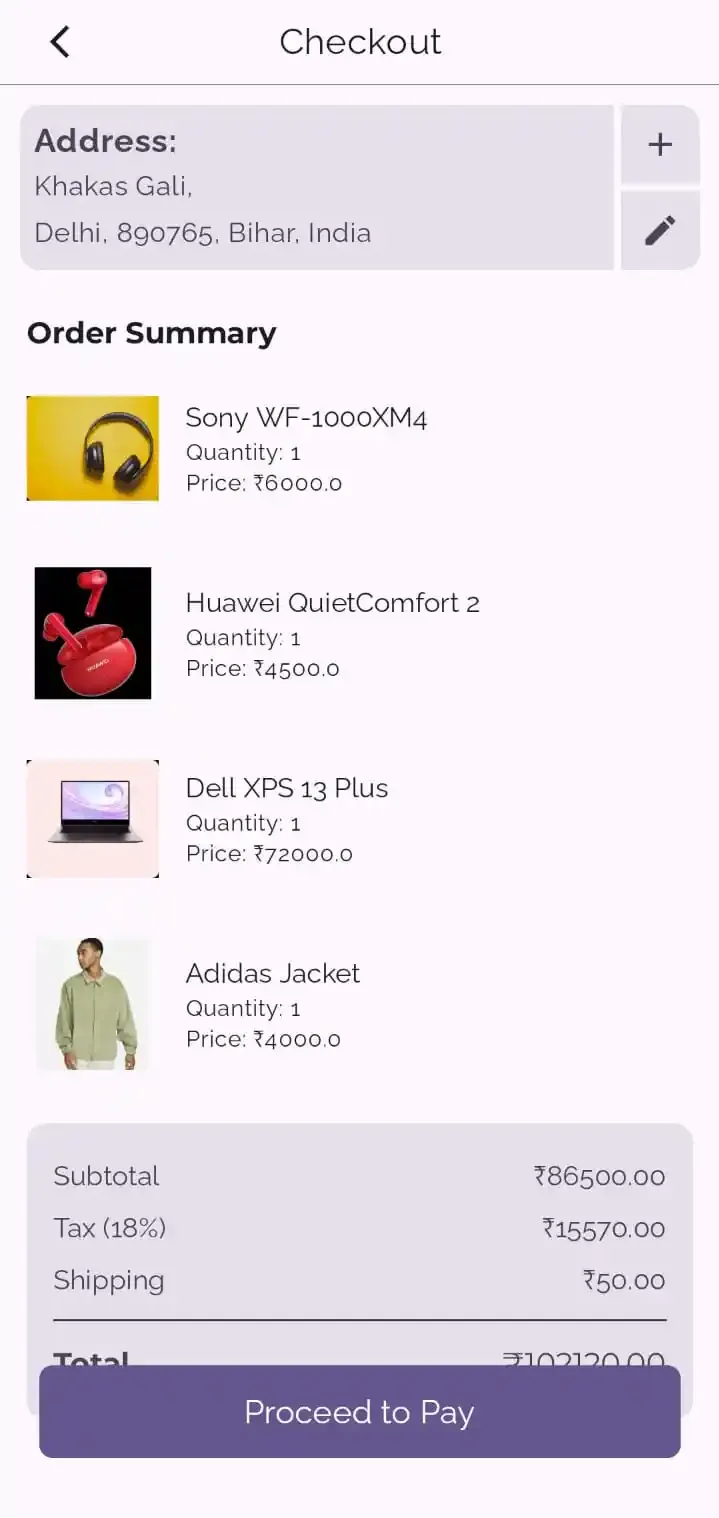 Checkout
Address:
Khakas Gali,
Delhi, 890765, Bihar, India
Order Summary
Sony WF-1000XM4
Quantity: 1
Price: ₹6000.0
HUAWEI
Huawei QuietComfort 2
Quantity: 1
Price: ₹4500.0
Dell XPS 13 Plus
Quantity: 1
Price: ₹72000.0
Adidas Jacket
Quantity: 1
Price: ₹4000.0
Subtotal ₹86500.00
Tax (18%) ₹15570.00
Shipping ₹50.00
Total ₹102120.00
Proceed to Pay